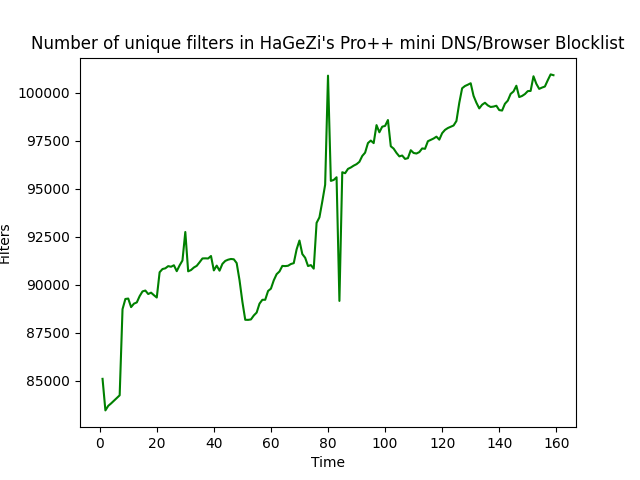 Number of unique filters in HaGeZi's Pro++ mini DNS/Browser Blocklist
100000
97500
95000
92500
90000
87500
85000
Filters
0 20 40 60 80 100 120 140 160
Time